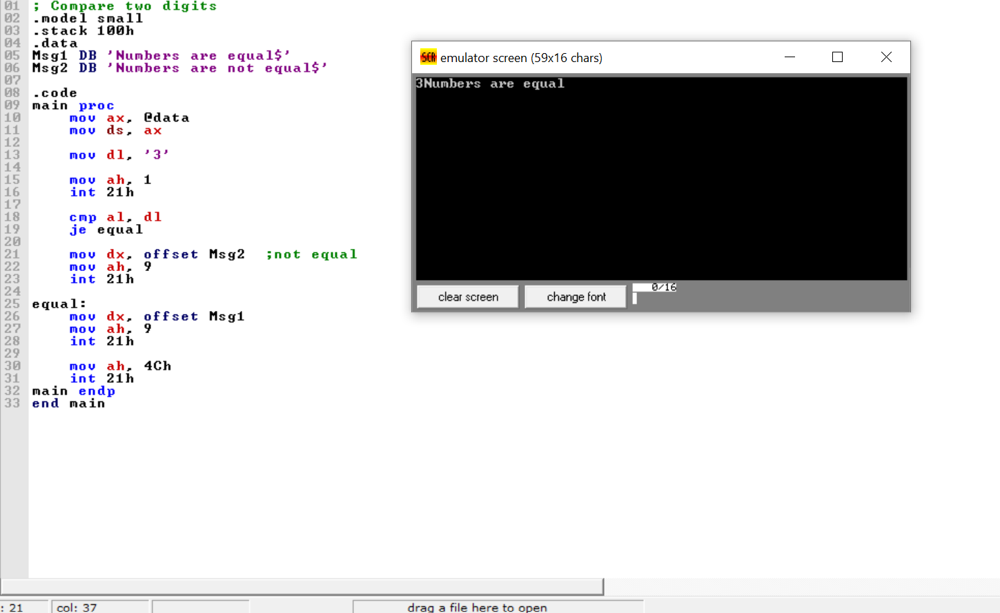 01 ; Compare two digits
02 .model small
03 .stack 100h
04 .data
05 Msg1 DB 'Numbers are equal$'
06 Msg2 DB 'Numbers are not equal$'
07
08 .code
09 main proc
10 mov ax, @data
11 mov ds, ax
12
13 mov dl, '3'
14
15 mov ah, 1
16 int 21h
17
18 cmp al, dl
19 je equal
20
21 mov dx, offset Msg2 ;not equal
22 mov ah, 9
23 int 21h
24
25 equal:
26 mov dx, offset Msg1
27 mov ah, 9
28 int 21h
29
30 mov ah, 4Ch
31 int 21h
32 main endp
33 end main
SCR emulator screen (59x16 chars)
3Numbers are equal
clear screen change font 0/16
: 21 col: 37 drag a file here to open